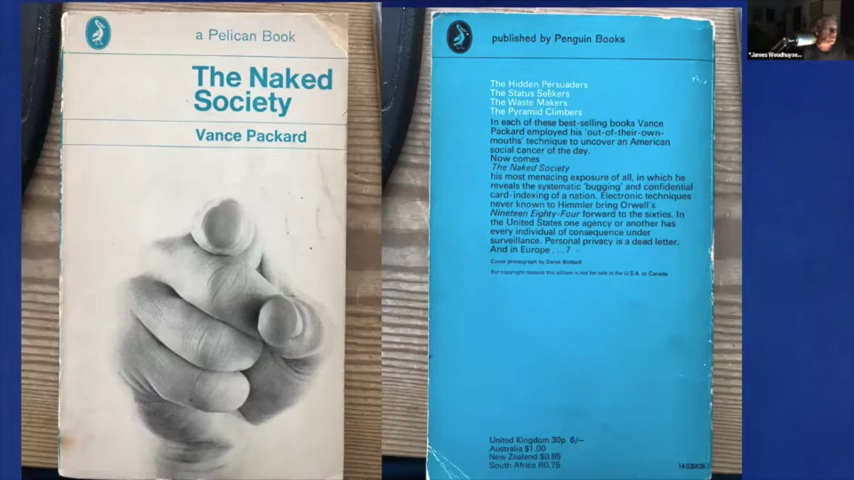 a Pelican Book
The Naked
Society
Vance Packard
published by Penguin Books
The Hidden Persuaders
The Status Seekers
The Waste Makers
The Pyramid Climbers
In each of these best-selling books Vance
Packard employed his 'out-of-their-own-
mouths' technique to uncover an American
social cancer of the day.
Now comes
The Naked Society
his most menacing exposure of all, in which he
reveals the systematic 'bugging' and confidential
card-indexing of a nation. Electronic techniques
never known to Himmler bring Orwell's
Nineteen Eighty-Four forward to the sixties. In
the United States one agency or another has
every individual of consequence under
surveillance. Personal privacy is a dead letter.
And in Europe . . . ?
Cover photograph by Derek
For copyright reasons this edition is not for sale in the U.S.A. or Canada
United Kingdom 30p 6/–
Australia $1.00
New Zealand $0.85
South Africa R0.75